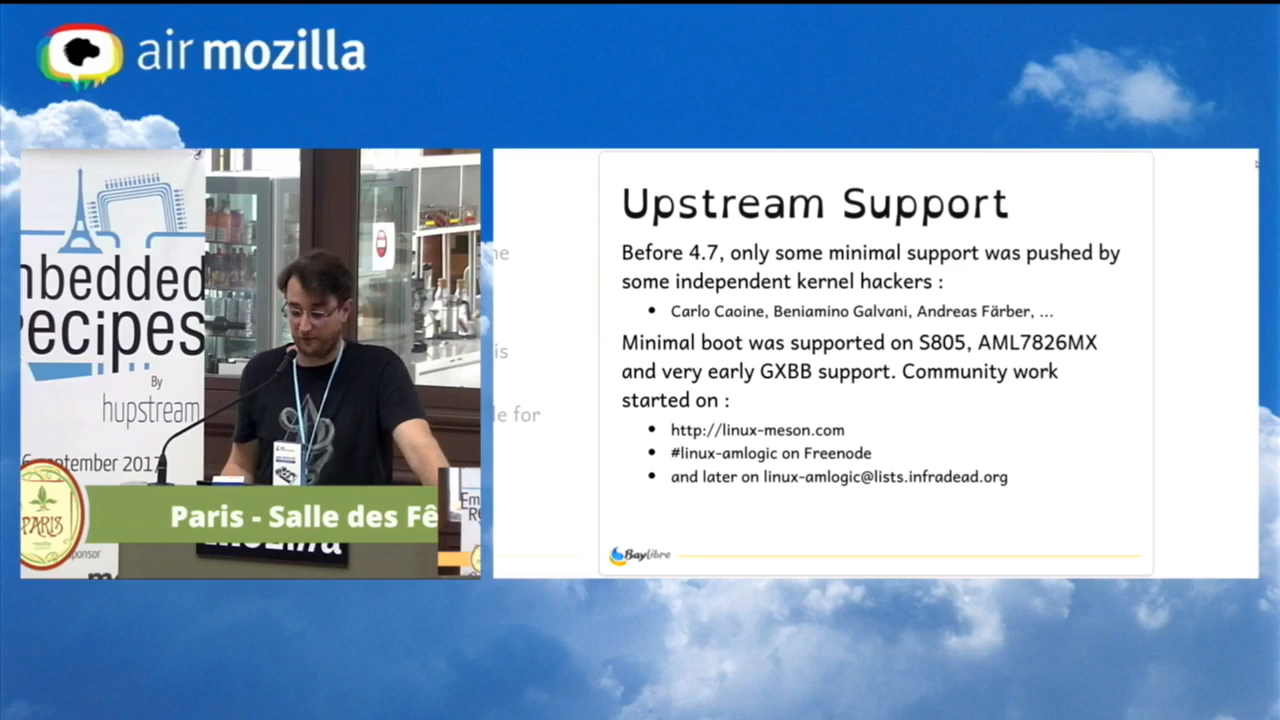 air mozilla
mbedded
ecipes
By
hupstream
2017
Paris - Salle des Fê
PARIS
mozilla
ponsor
Upstream Support
Before 4.7, only some minimal support was pushed by
some independent kernel hackers :
Carlo Caoine, Beniamino Galvani, Andreas Färber, ...
Minimal boot was supported on S805, AML7826MX
and very early GXBB support. Community work
started on :
http://linux-meson.com
#linux-amlogic on Freenode
and later on linux-amlogic@lists.infradead.org
BayLibre